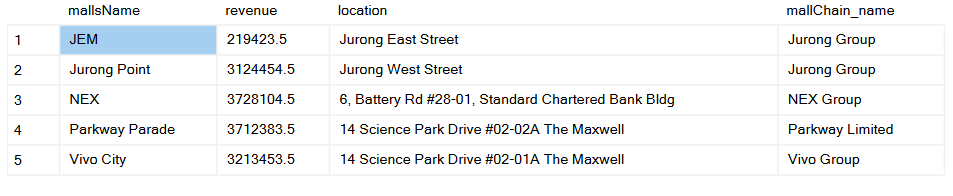 mallsName revenue location mallChain_name
1 JEM 219423.5 Jurong East Street Jurong Group
2 Jurong Point 3124454.5 Jurong West Street Jurong Group
3 NEX 3728104.5 6, Battery Rd #28-01, Standard Chartered Bank Bldg NEX Group
4 Parkway Parade 3712383.5 14 Science Park Drive #02-02A The Maxwell Parkway Limited
5 Vivo City 3213453.5 14 Science Park Drive #02-01A The Maxwell Vivo Group